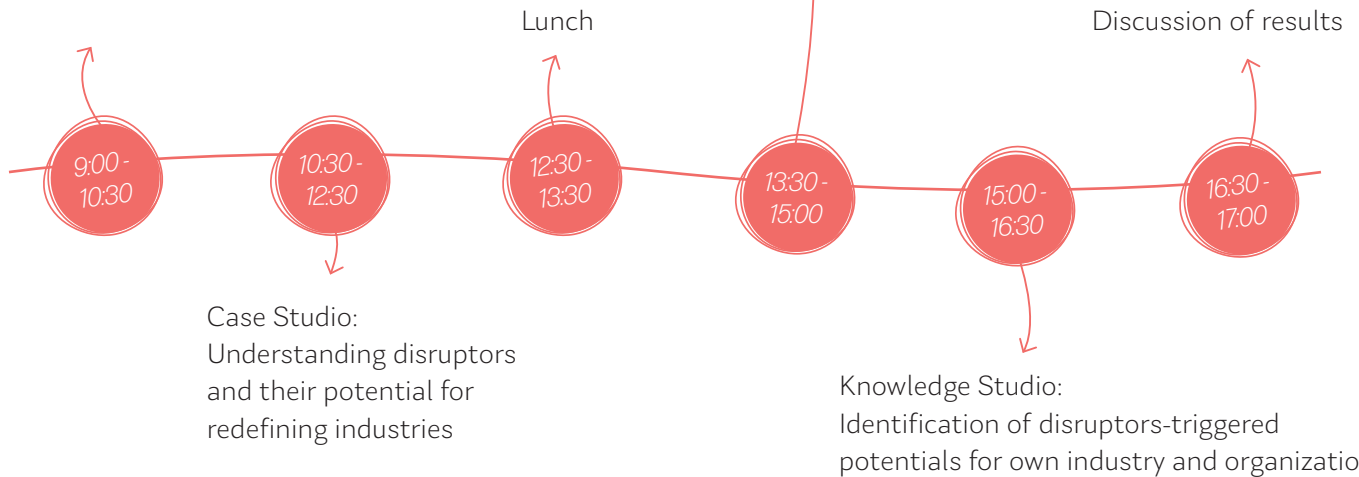 Lunch
Discussion of results
9:00 -
10:30
10:30 -
12:30
12:30 -
13:30
13:30 -
15:00
15:00 -
16:30
16:30 -
17:00
Case Studio:
Understanding disruptors
and their potential for
redefining industries
Knowledge Studio:
Identification of disruptors-triggered
potentials for own industry and organizatio